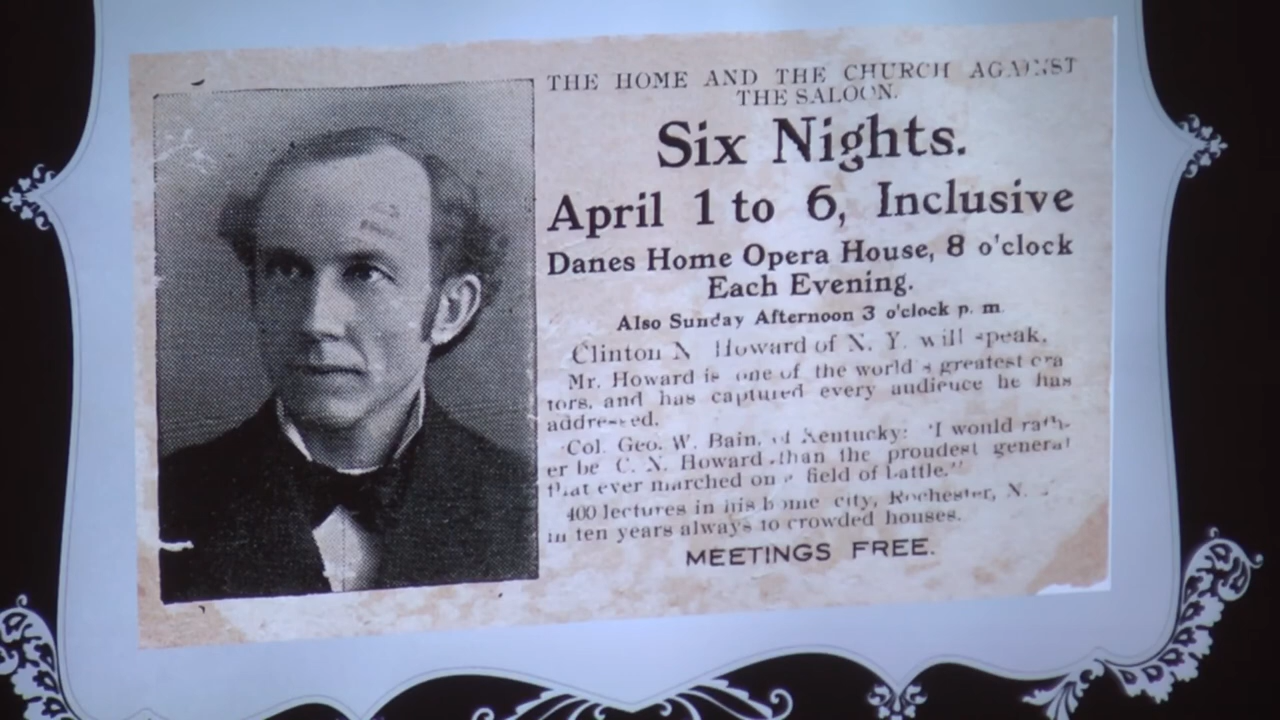 THE HOME AND THE CHURCH AGAINST
THE SALOON.
Six Nights.
April 1 to 6, Inclusive
Danes Home Opera House, 8 o'clock
Each Evening.
Also Sunday Afternoon 3 o'clock p. m.
Clinton N Howard of N. Y. will speak.
Mr. Howard is one of the world's greatest ora
tors, and has captured every audience he has
addressed.
Col. Geo. W. Bain, of Kentucky: "I would rath-
er be C. N. Howard than the proudest general
that ever marched on a field of battle."
400 lectures in his home city, Rochester, N.
in ten years always to crowded houses.
MEETINGS FREE.